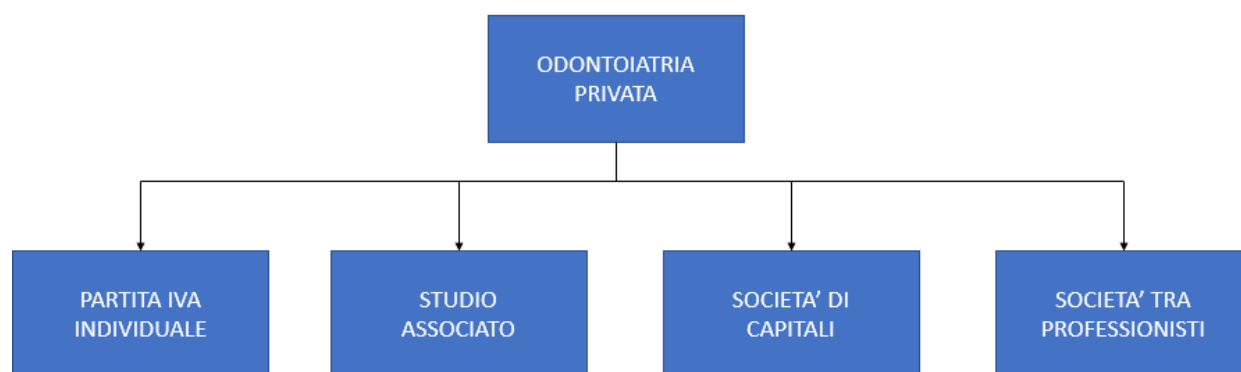 ODONTOIATRIA
PRIVATA
PARTITA IVA
INDIVIDUALE
STUDIO
ASSOCIATO
SOCIETA’ DI
CAPITALI
SOCIETA’ TRA
PROFESSIONISTI